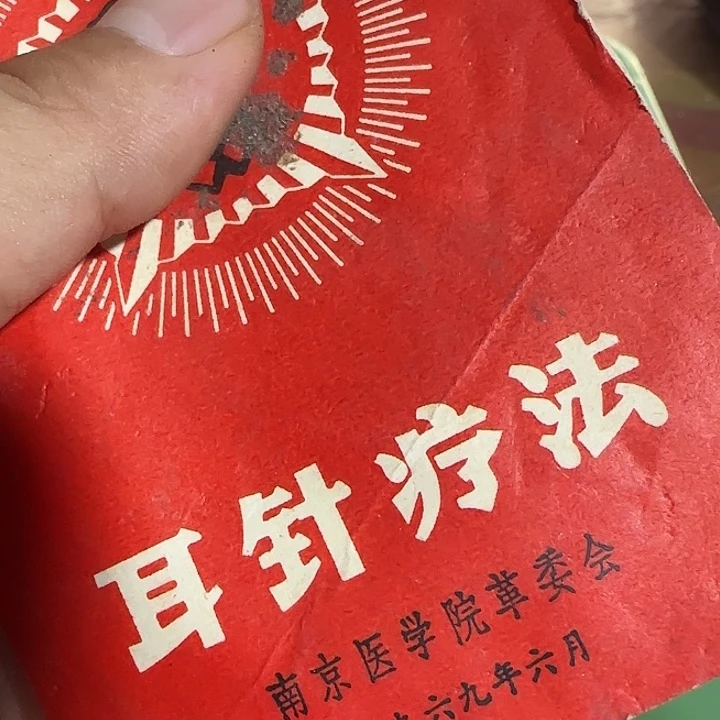 耳针疗法
南京医学院革委会
六九年六月